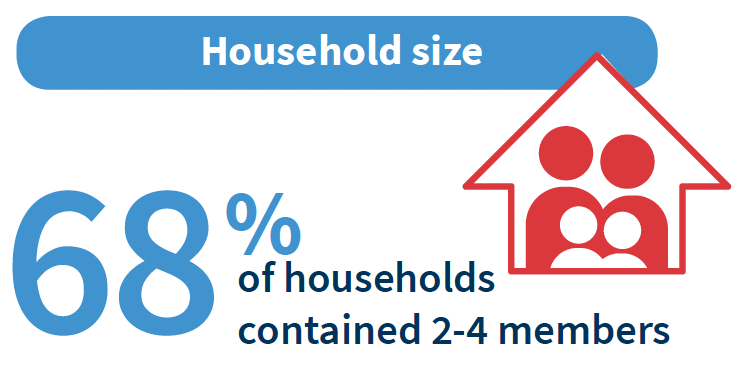 Household size
68%
of households
contained 2-4 members